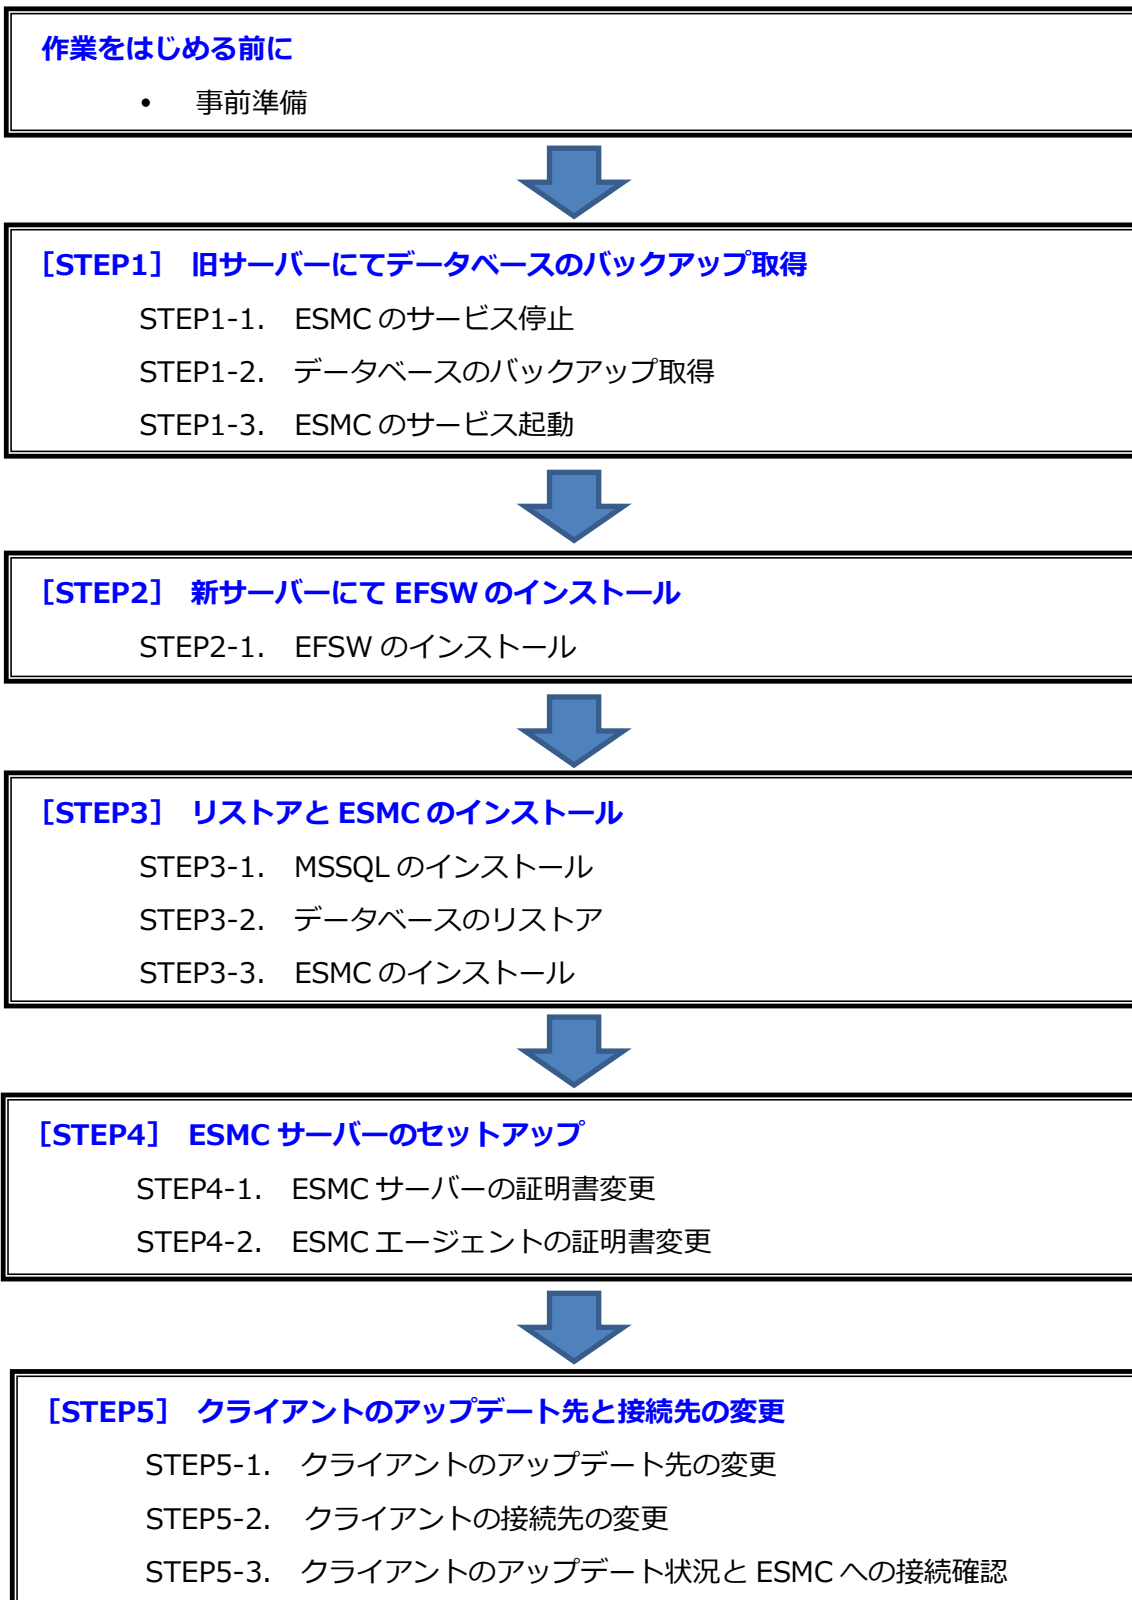 作業をはじめる前に
• 事前準備
［STEP1］ 旧サーバーにてデータベースのバックアップ取得
STEP1-1. ESMC のサービス停止
STEP1-2. データベースのバックアップ取得
STEP1-3. ESMC のサービス起動
［STEP2］ 新サーバーにて EFSW のインストール
STEP2-1. EFSW のインストール
［STEP3］ リストアと ESMC のインストール
STEP3-1. MSSQL のインストール
STEP3-2. データベースのリストア
STEP3-3. ESMC のインストール
［STEP4］ ESMC サーバーのセットアップ
STEP4-1. ESMC サーバーの証明書変更
STEP4-2. ESMC エージェントの証明書変更
［STEP5］ クライアントのアップデート先と接続先の変更
STEP5-1. クライアントのアップデート先の変更
STEP5-2. クライアントの接続先の変更
STEP5-3. クライアントのアップデート状況と ESMC への接続確認